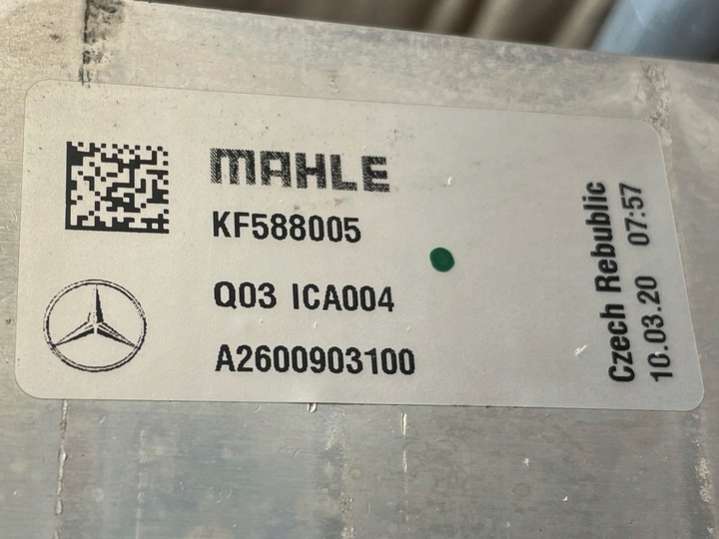 MAHLE
KF588005
Q03 ICA004
A2600903100
Czech Rebublic
10.03.20 07:57